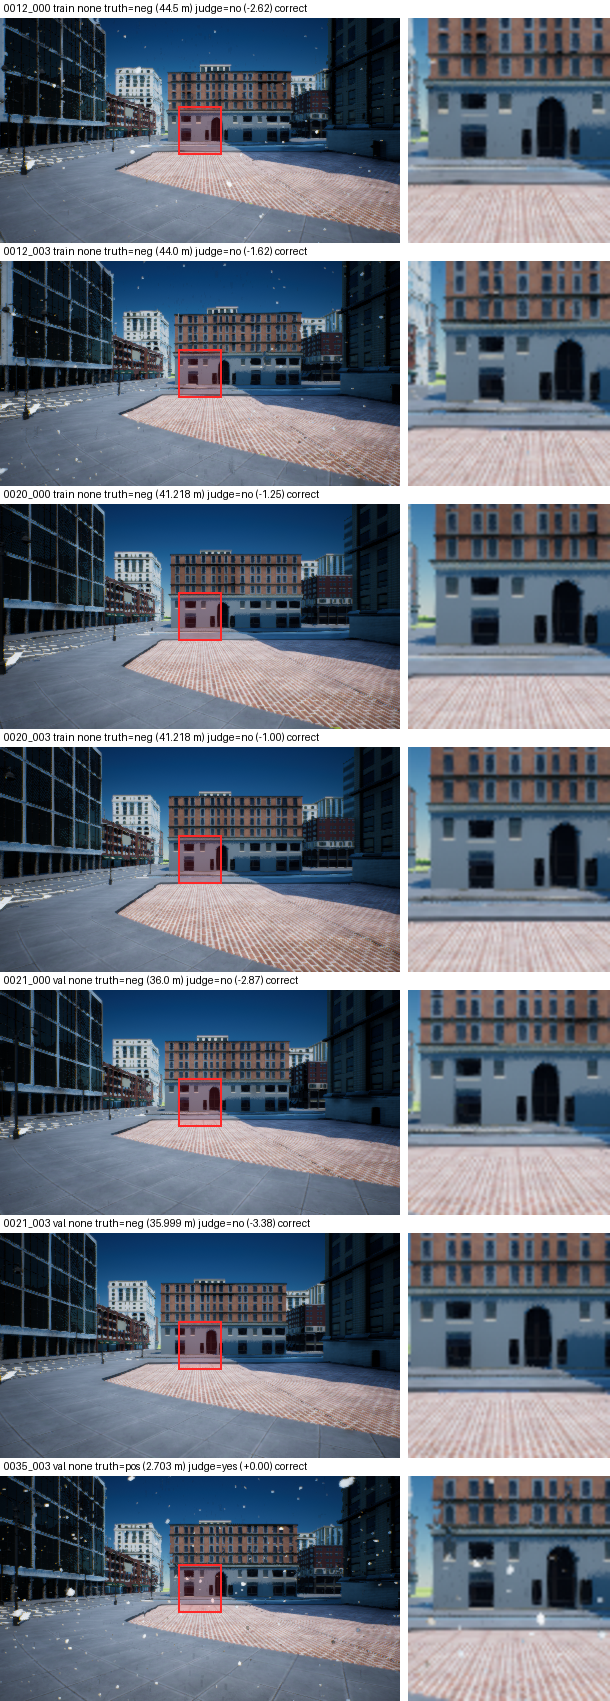 0012_000 train none truth=neg (44.5 m) judge=no (-2.62) correct
0012_003 train none truth=neg (44.0 m) judge=no (-1.62) correct
0020_000 train none truth=neg (41.218 m) judge=no (-1.25) correct
0020_003 train none truth=neg (41.218 m) judge=no (-1.00) correct
0021_000 val none truth=neg (36.0 m) judge=no (-2.87) correct
0021_003 val none truth=neg (35.999 m) judge=no (-3.38) correct
0035_003 val none truth=pos (2.703 m) judge=yes (+0.00) correct